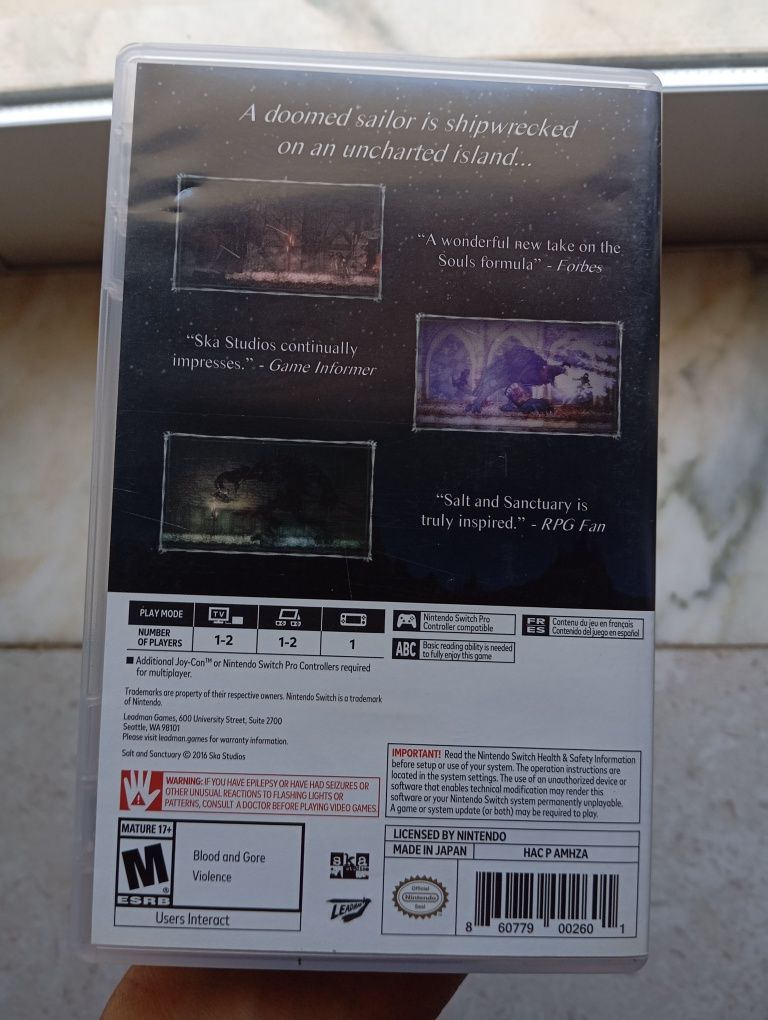 A doomed sailor is shipwrecked
on an uncharted island...
“A wonderful new take on the
Souls formula” - Forbes
“Ska Studios continually
impresses.” - Game Informer
“Salt and Sanctuary is
truly inspired.” - RPG Fan
PLAY MODE
TV
NUMBER
OF PLAYERS
1-2
1-2
1
Nintendo Switch Pro
Controller compatible
FR
ES
Contenu du jeu en français
Contenido del juego en español
ABC
Basic reading ability is needed
to fully enjoy this game
■ Additional Joy-Con™ or Nintendo Switch Pro Controllers required
for multiplayer.
Trademarks are property of their respective owners. Nintendo Switch is a trademark
of Nintendo.
Leadman Games, 600 University Street, Suite 2700
Seattle, WA 98101
Please visit leadman.games for warranty information.
Salt and Sanctuary © 2016 Ska Studios
WARNING: IF YOU HAVE EPILEPSY OR HAVE HAD SEIZURES OR
OTHER UNUSUAL REACTIONS TO FLASHING LIGHTS OR
PATTERNS, CONSULT A DOCTOR BEFORE PLAYING VIDEO GAMES.
IMPORTANT! Read the Nintendo Switch Health & Safety Information
before setup or use of your system. The operation instructions are
located in the system settings. The use of an unauthorized device or
software that enables technical modification may render this
software or your Nintendo Switch system permanently unplayable.
A game or system update (or both) may be required to play.
MATURE 17+
M
®
ESRB
Blood and Gore
Violence
Users Interact
ska
studios
LEADMAN
LICENSED BY NINTENDO
MADE IN JAPAN
HAC P AMHZA
Official
Nintendo
Seal
8 60779 00260 1